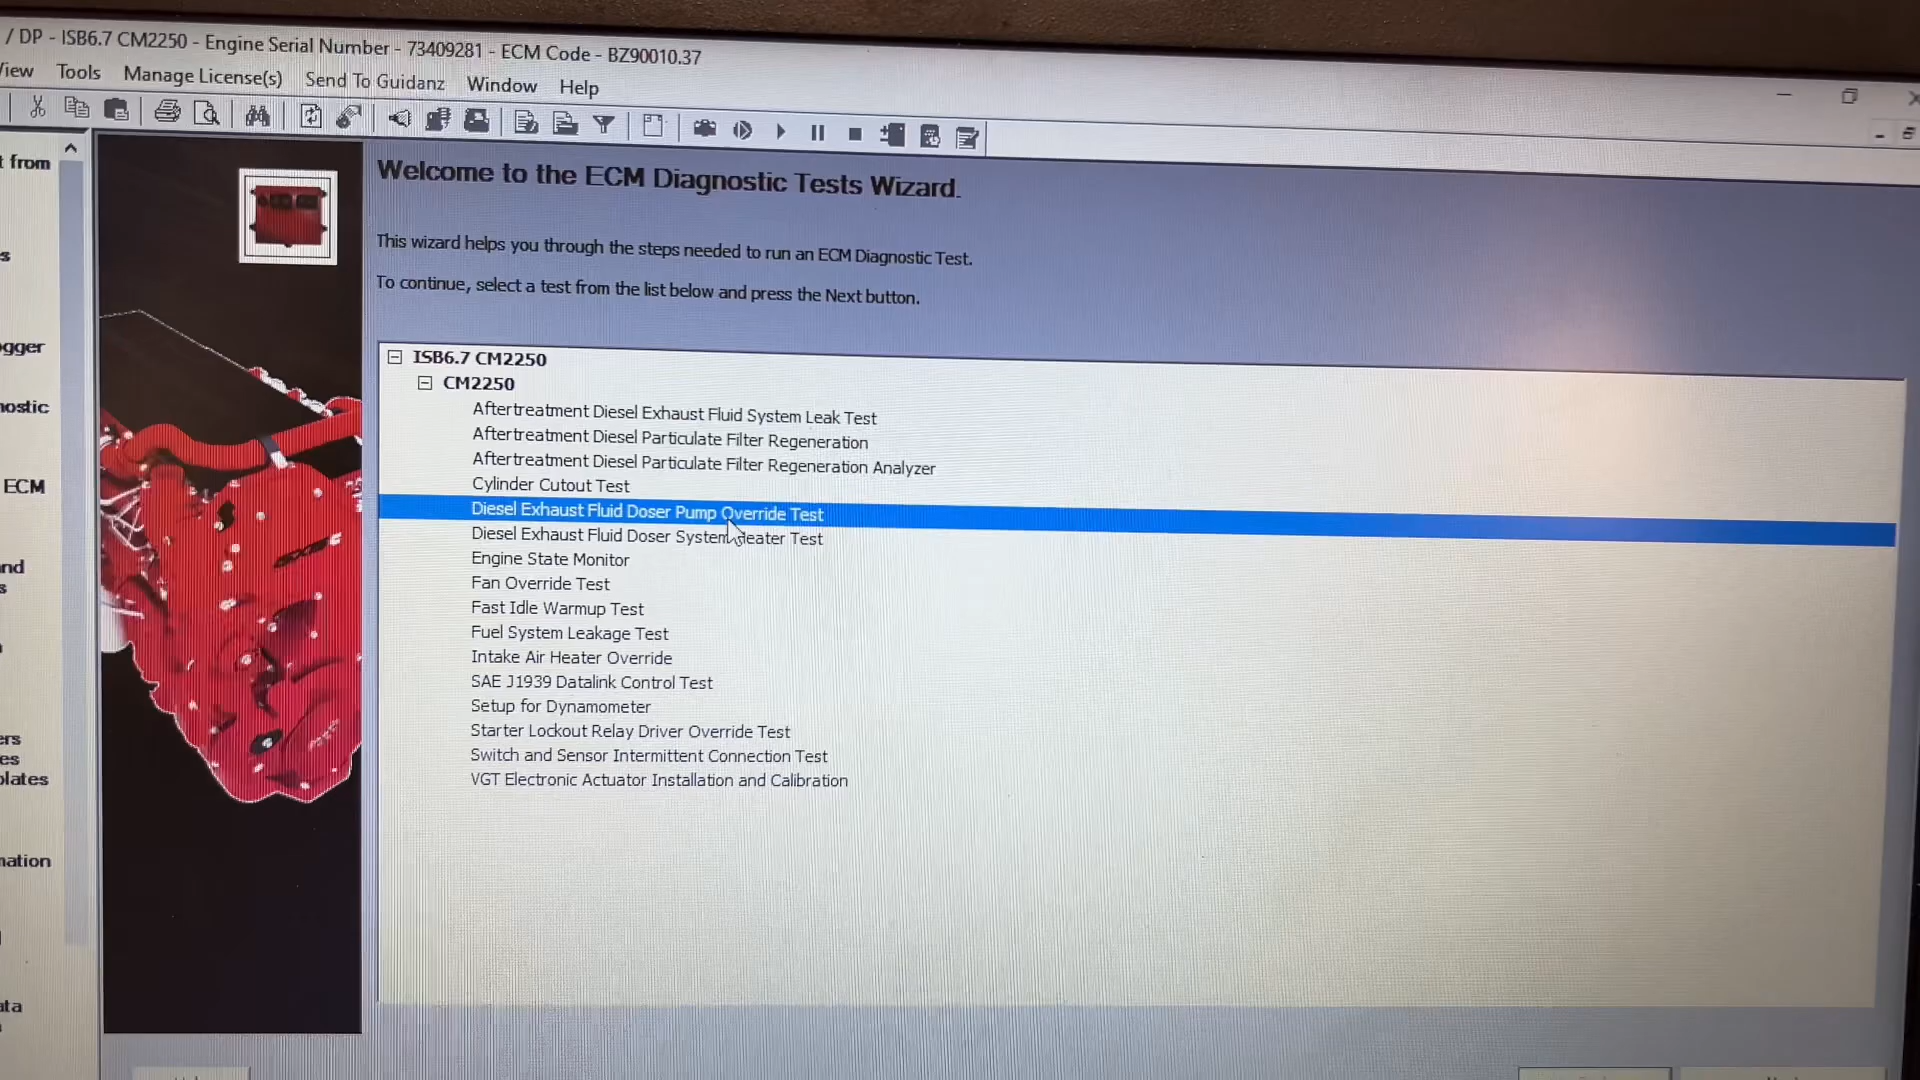 / DP - ISB6.7 CM2250 - Engine Serial Number - 73409281 - ECM Code - BZ90010.37
View Tools Manage License(s) Send To Guidanz Window Help
t from
s
ogger
nostic
ECM
nd
s
ers
es
plates
mation
ata
Welcome to the ECM Diagnostic Tests Wizard.
This wizard helps you through the steps needed to run an ECM Diagnostic Test.
To continue, select a test from the list below and press the Next button.
ISB6.7 CM2250
CM2250
Aftertreatment Diesel Exhaust Fluid System Leak Test
Aftertreatment Diesel Particulate Filter Regeneration
Aftertreatment Diesel Particulate Filter Regeneration Analyzer
Cylinder Cutout Test
Diesel Exhaust Fluid Doser Pump Override Test
Diesel Exhaust Fluid Doser System Heater Test
Engine State Monitor
Fan Override Test
Fast Idle Warmup Test
Fuel System Leakage Test
Intake Air Heater Override
SAE J1939 Datalink Control Test
Setup for Dynamometer
Starter Lockout Relay Driver Override Test
Switch and Sensor Intermittent Connection Test
VGT Electronic Actuator Installation and Calibration